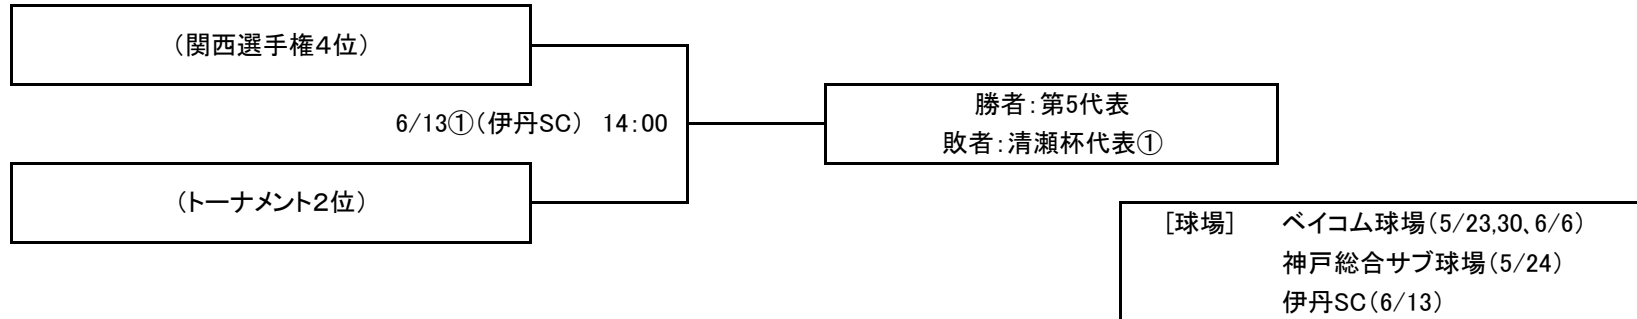 （関西選手権４位）
6/13①（伊丹SC） 14：00
勝者：第5代表
敗者：清瀬杯代表①
（トーナメント２位）
［球場］ ベイコム球場（5/23,30、6/6）
神戸総合サブ球場（5/24）
伊丹SC（6/13）